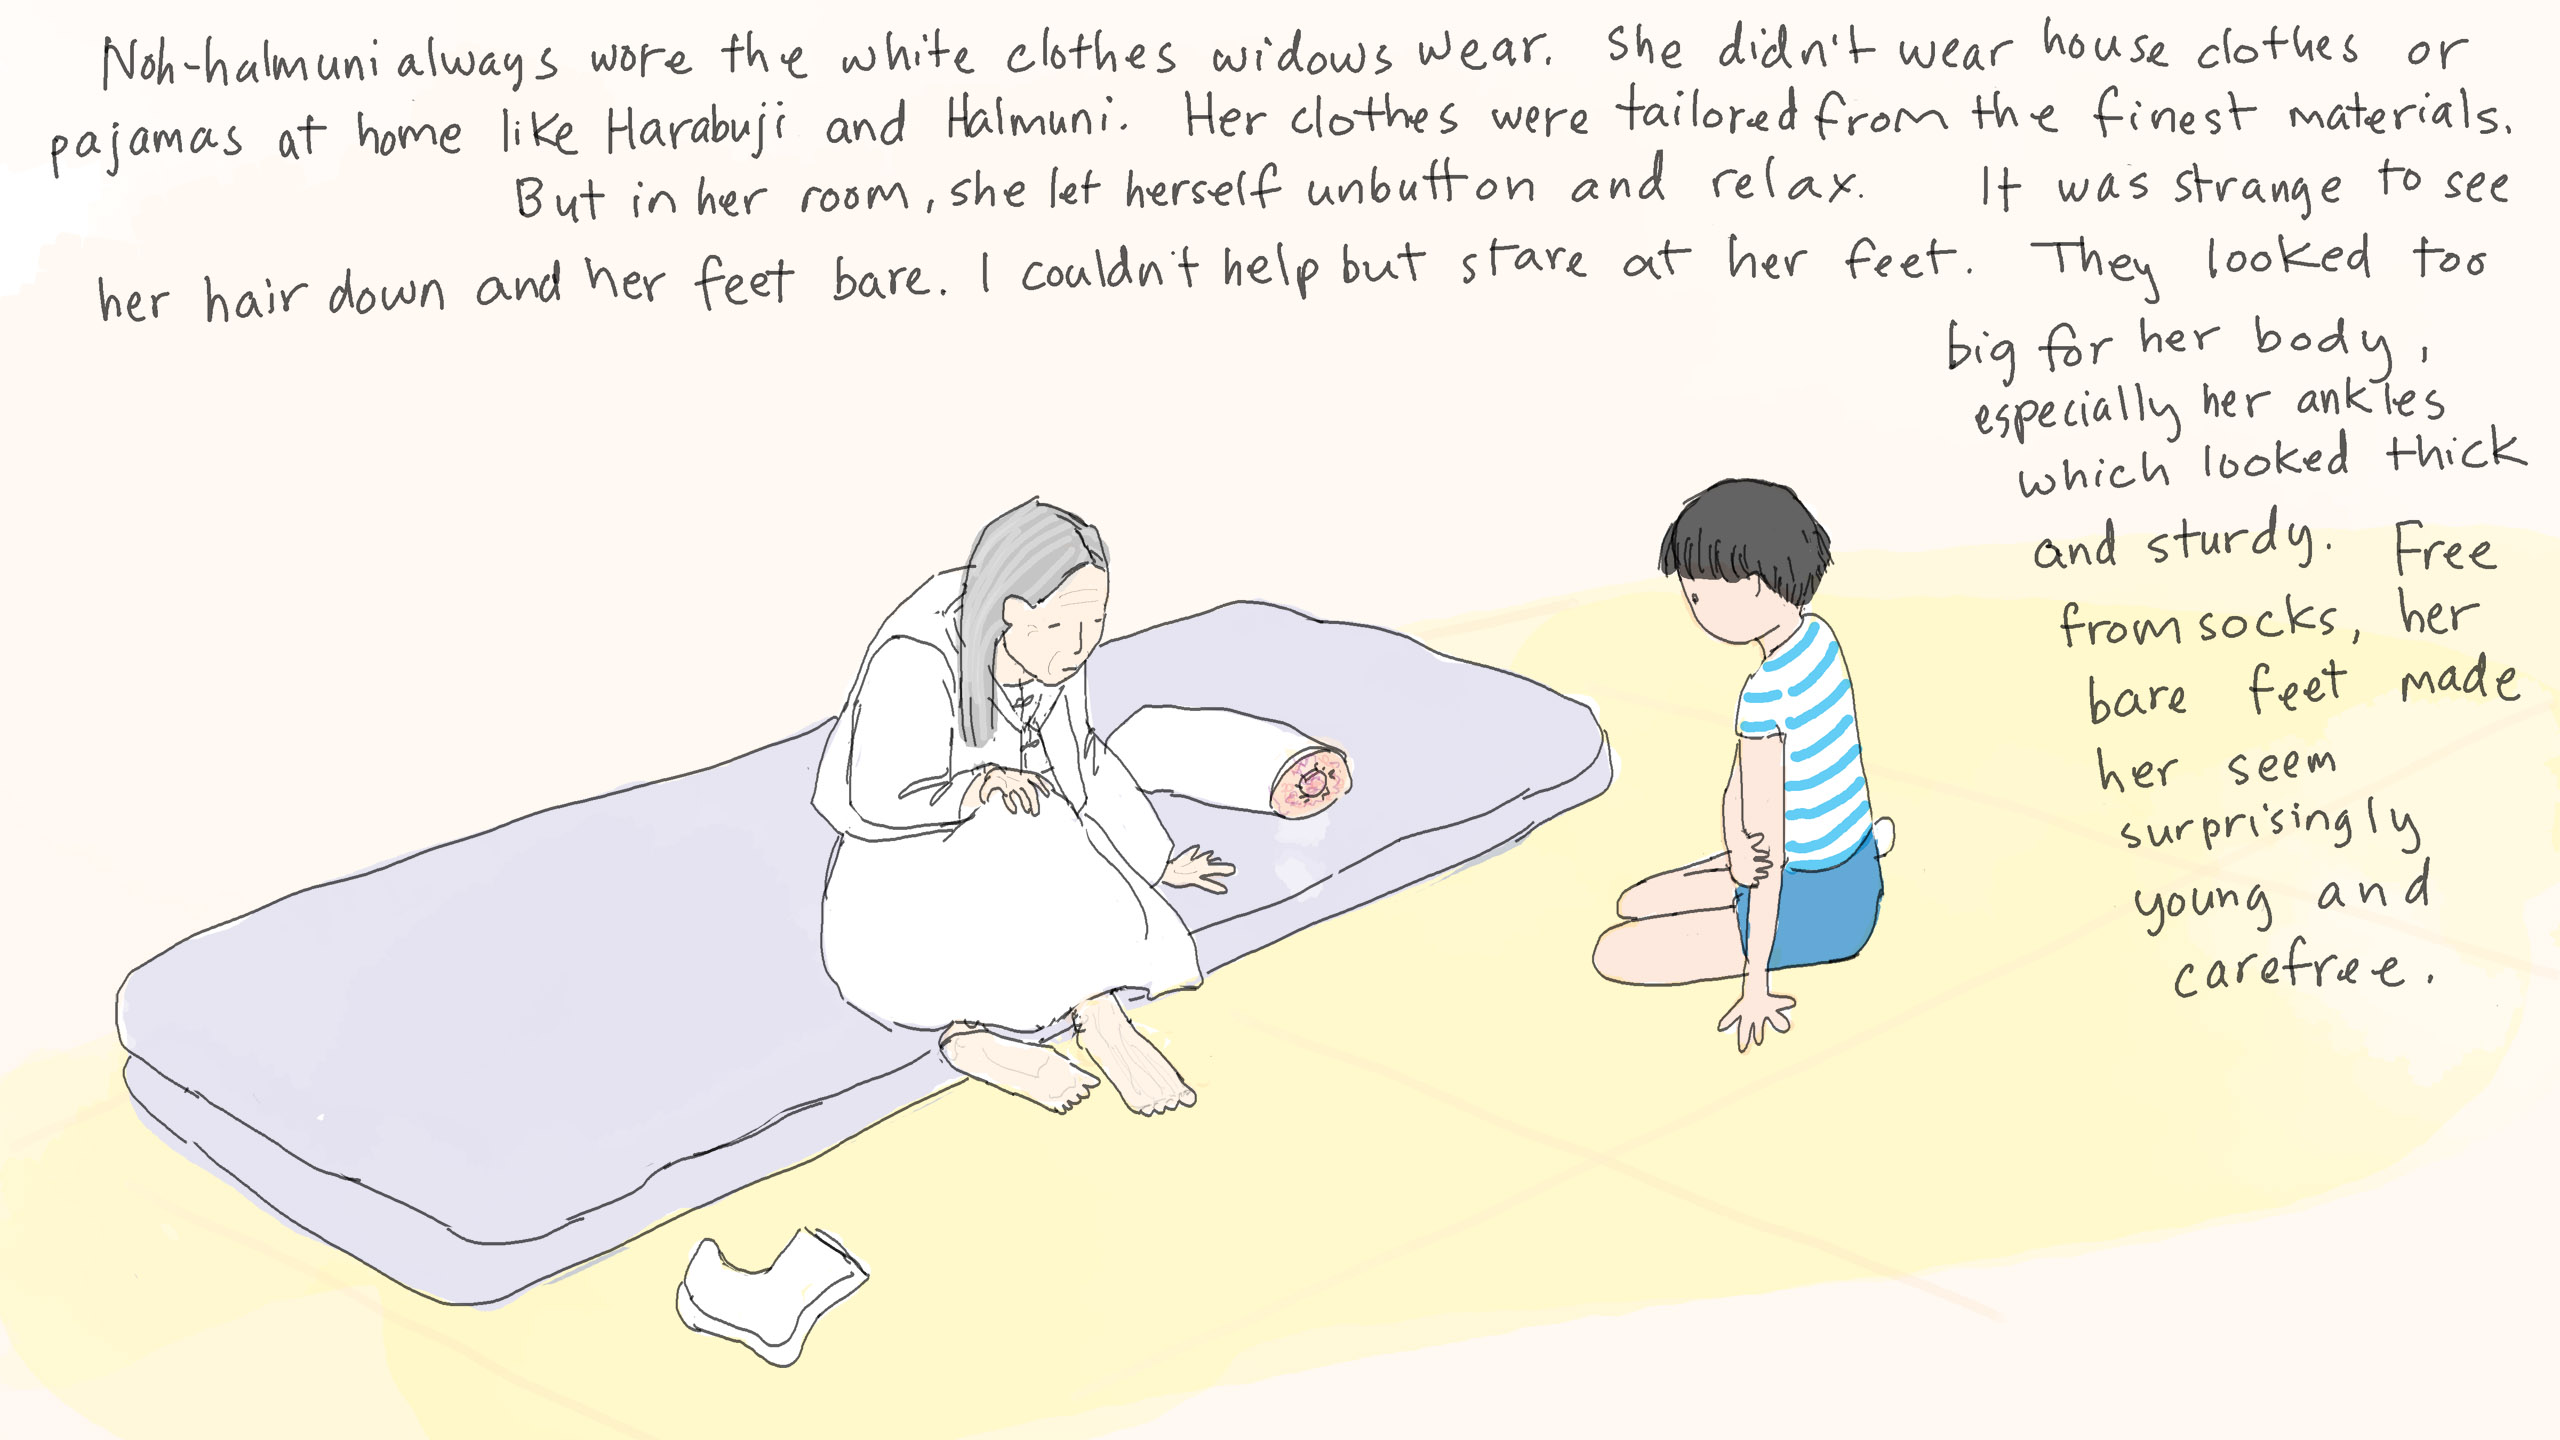 Noh-halmuni always wore the white clothes widows wear. She didn't wear house clothes or
pajamas at home like Harabuji and Halmuni. Her clothes were tailored from the finest materials.
But in her room, she let herself unbutton and relax. It was strange to see
her hair down and her feet bare. I couldn't help but stare at her feet. They looked too
big for her body,
especially her ankles
which looked thick
and sturdy. Free
from socks, her
bare feet made
her seem
surprisingly
young and
carefree.